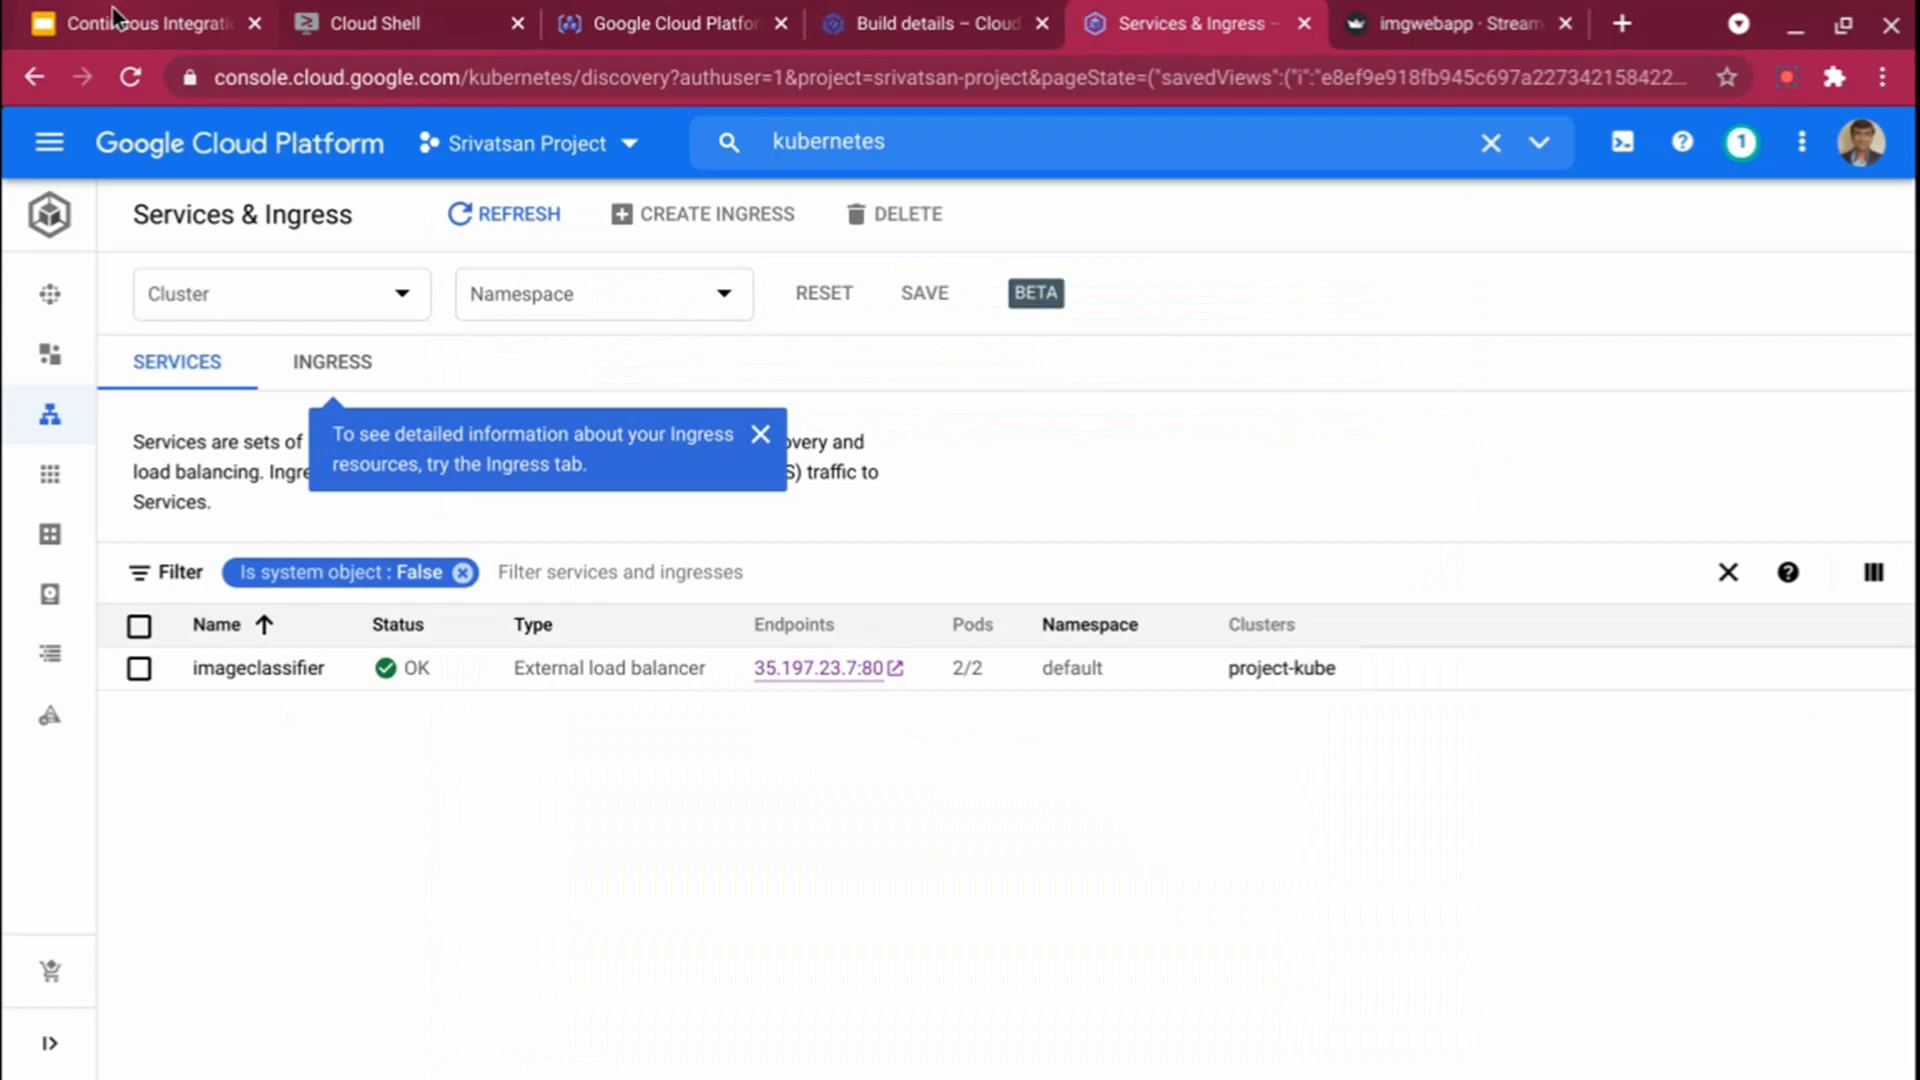 Continuous Integrati
Cloud Shell
Google Cloud Platfor
Build details – Cloud
Services & Ingress –
imgwebapp · Stream
console.cloud.google.com/kubernetes/discovery?authuser=1&project=srivatsan-project&pageState=("savedViews":("i":"e8ef9e918fb945c697a227342158422...
Google Cloud Platform
Srivatsan Project
kubernetes
1
Services & Ingress
REFRESH
CREATE INGRESS
DELETE
Cluster
Namespace
RESET
SAVE
BETA
SERVICES
INGRESS
To see detailed information about your Ingress
resources, try the Ingress tab.
Services are sets of overy and
load balancing. Ingre S) traffic to
Services.
Filter
Is system object : False
Filter services and ingresses
Name Status Type Endpoints Pods Namespace Clusters
imageclassifier OK External load balancer 35.197.23.7:80 2/2 default project-kube